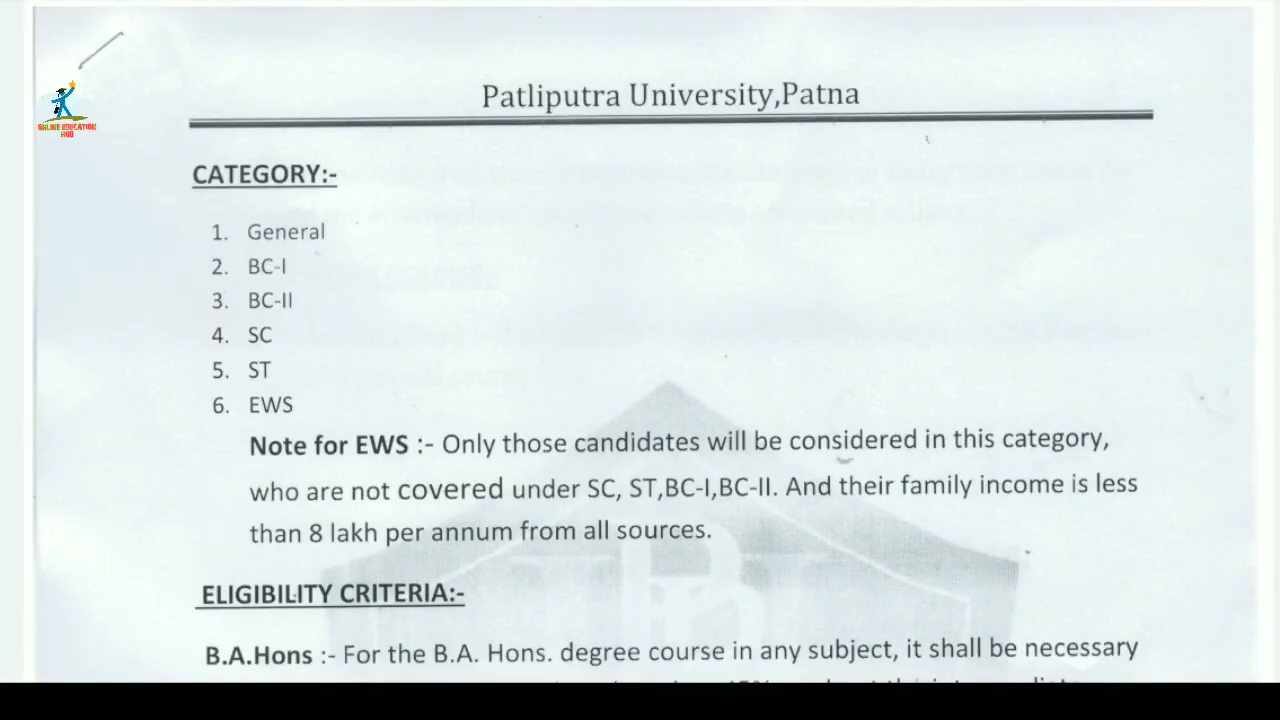 Patliputra University,Patna
ONLINE EDUCATION
HUB
CATEGORY:-
1. General
2. BC-I
3. BC-II
4. SC
5. ST
6. EWS
Note for EWS :- Only those candidates will be considered in this category,
who are not covered under SC, ST,BC-I,BC-II. And their family income is less
than 8 lakh per annum from all sources.
ELIGIBILITY CRITERIA:-
B.A.Hons :- For the B.A. Hons. degree course in any subject, it shall be necessary